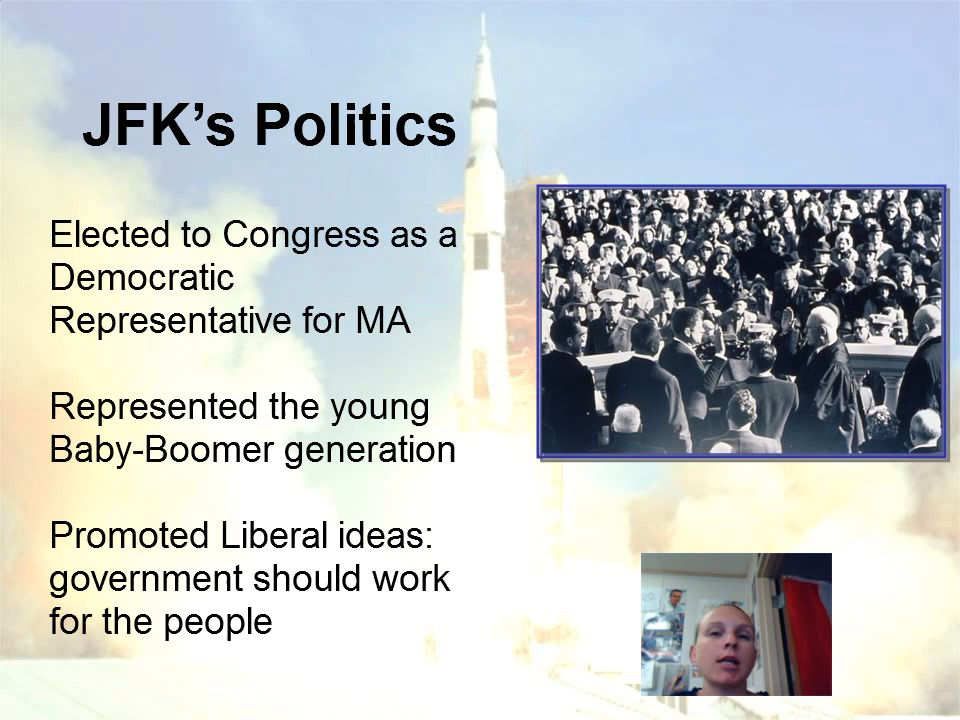 JFK’s Politics
Elected to Congress as a
Democratic
Representative for MA
Represented the young
Baby-Boomer generation
Promoted Liberal ideas:
government should work
for the people